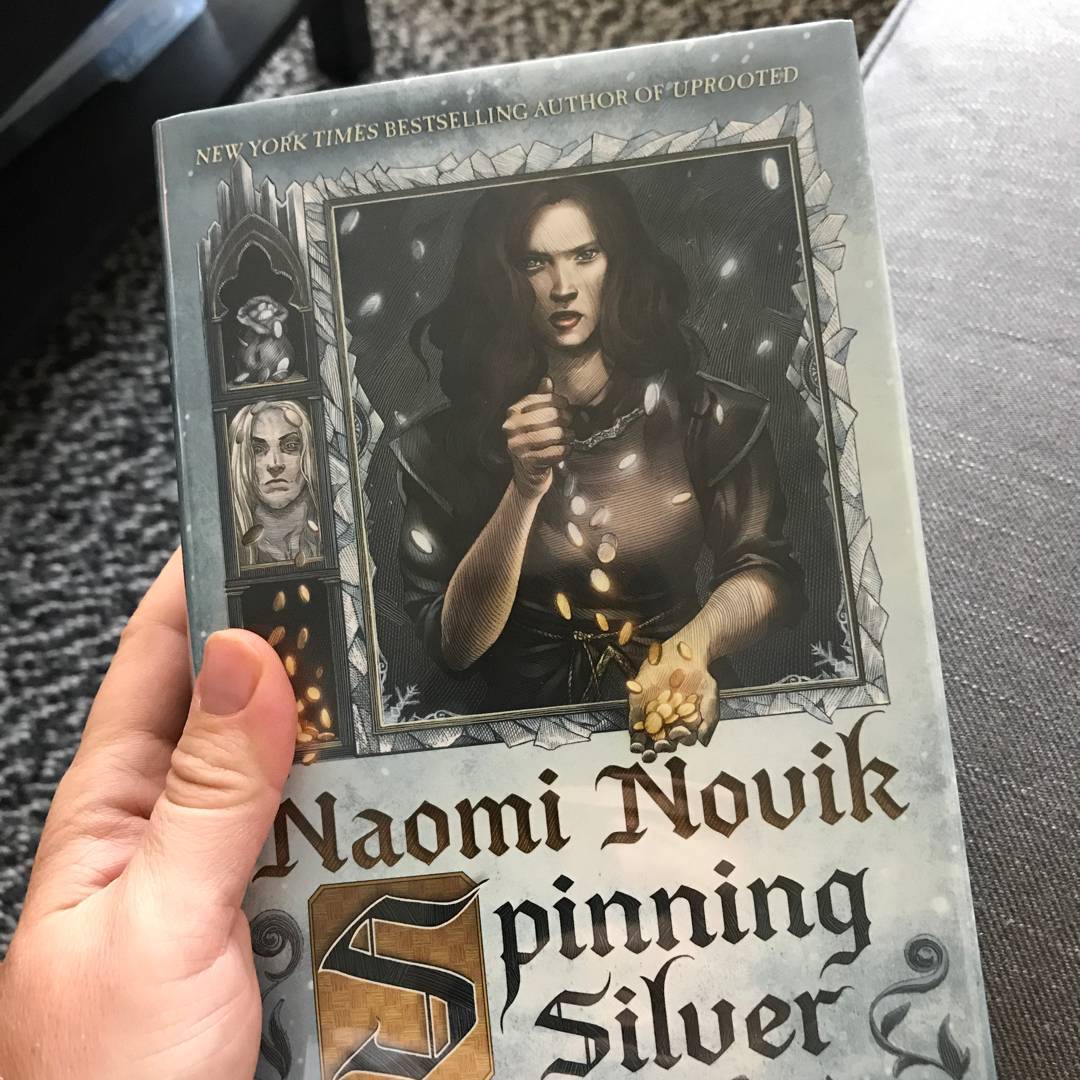 NEW YORK TIMES BESTSELLING AUTHOR OF UPROOTED
Naomi Novik
Spinning
Silver